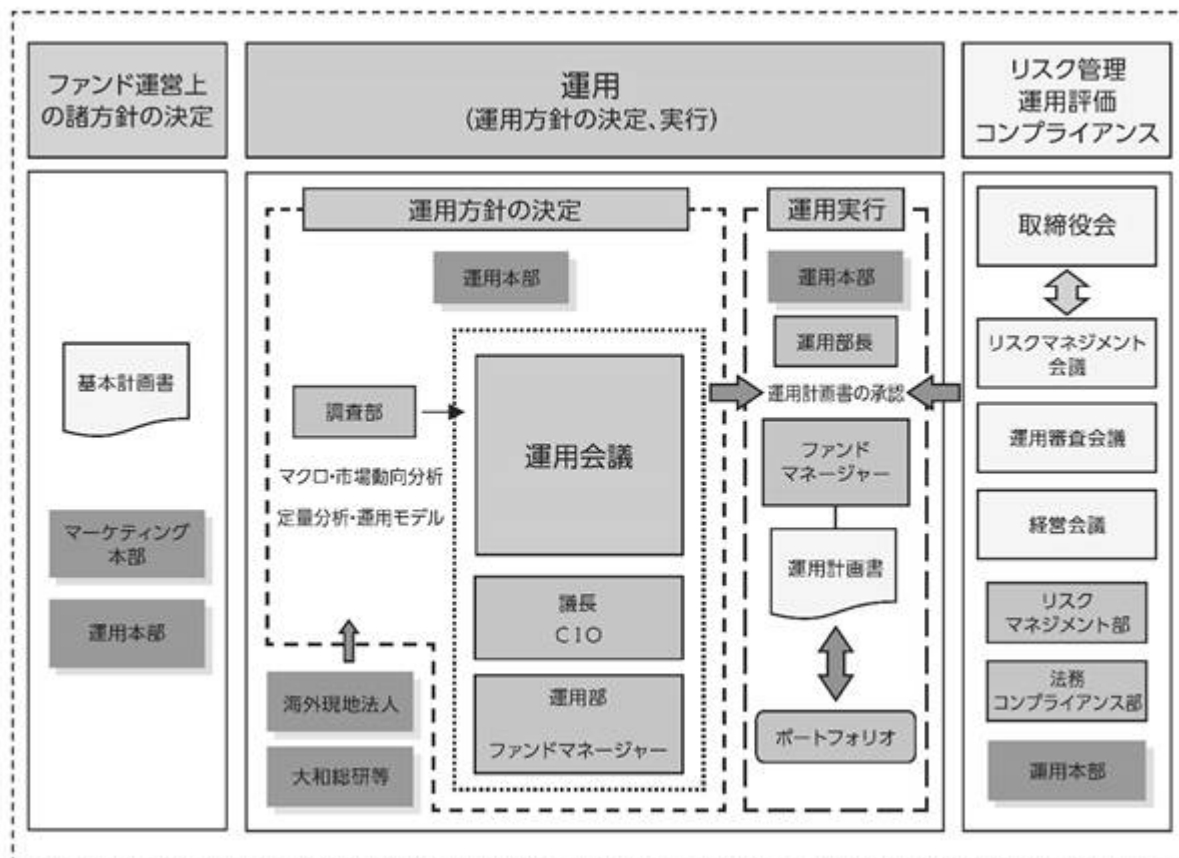 ファンド運営上
の諸方針の決定
運用
(運用方針の決定、実行)
リスク管理
運用評価
コンプライアンス
基本計画書
マーケティング
本部
運用本部
運用方針の決定
運用本部
調査部
マクロ・市場動向分析
定量分析・運用モデル
運用会議
議長
CIO
運用部
ファンドマネージャー
海外現地法人
大和総研等
運用実行
運用本部
運用部長
運用計画書の承認
ファンド
マネージャー
運用計画書
ポートフォリオ
取締役会
リスクマネジメント
会議
運用審査会議
経営会議
リスク
マネジメント部
法務
コンプライアンス部
運用本部